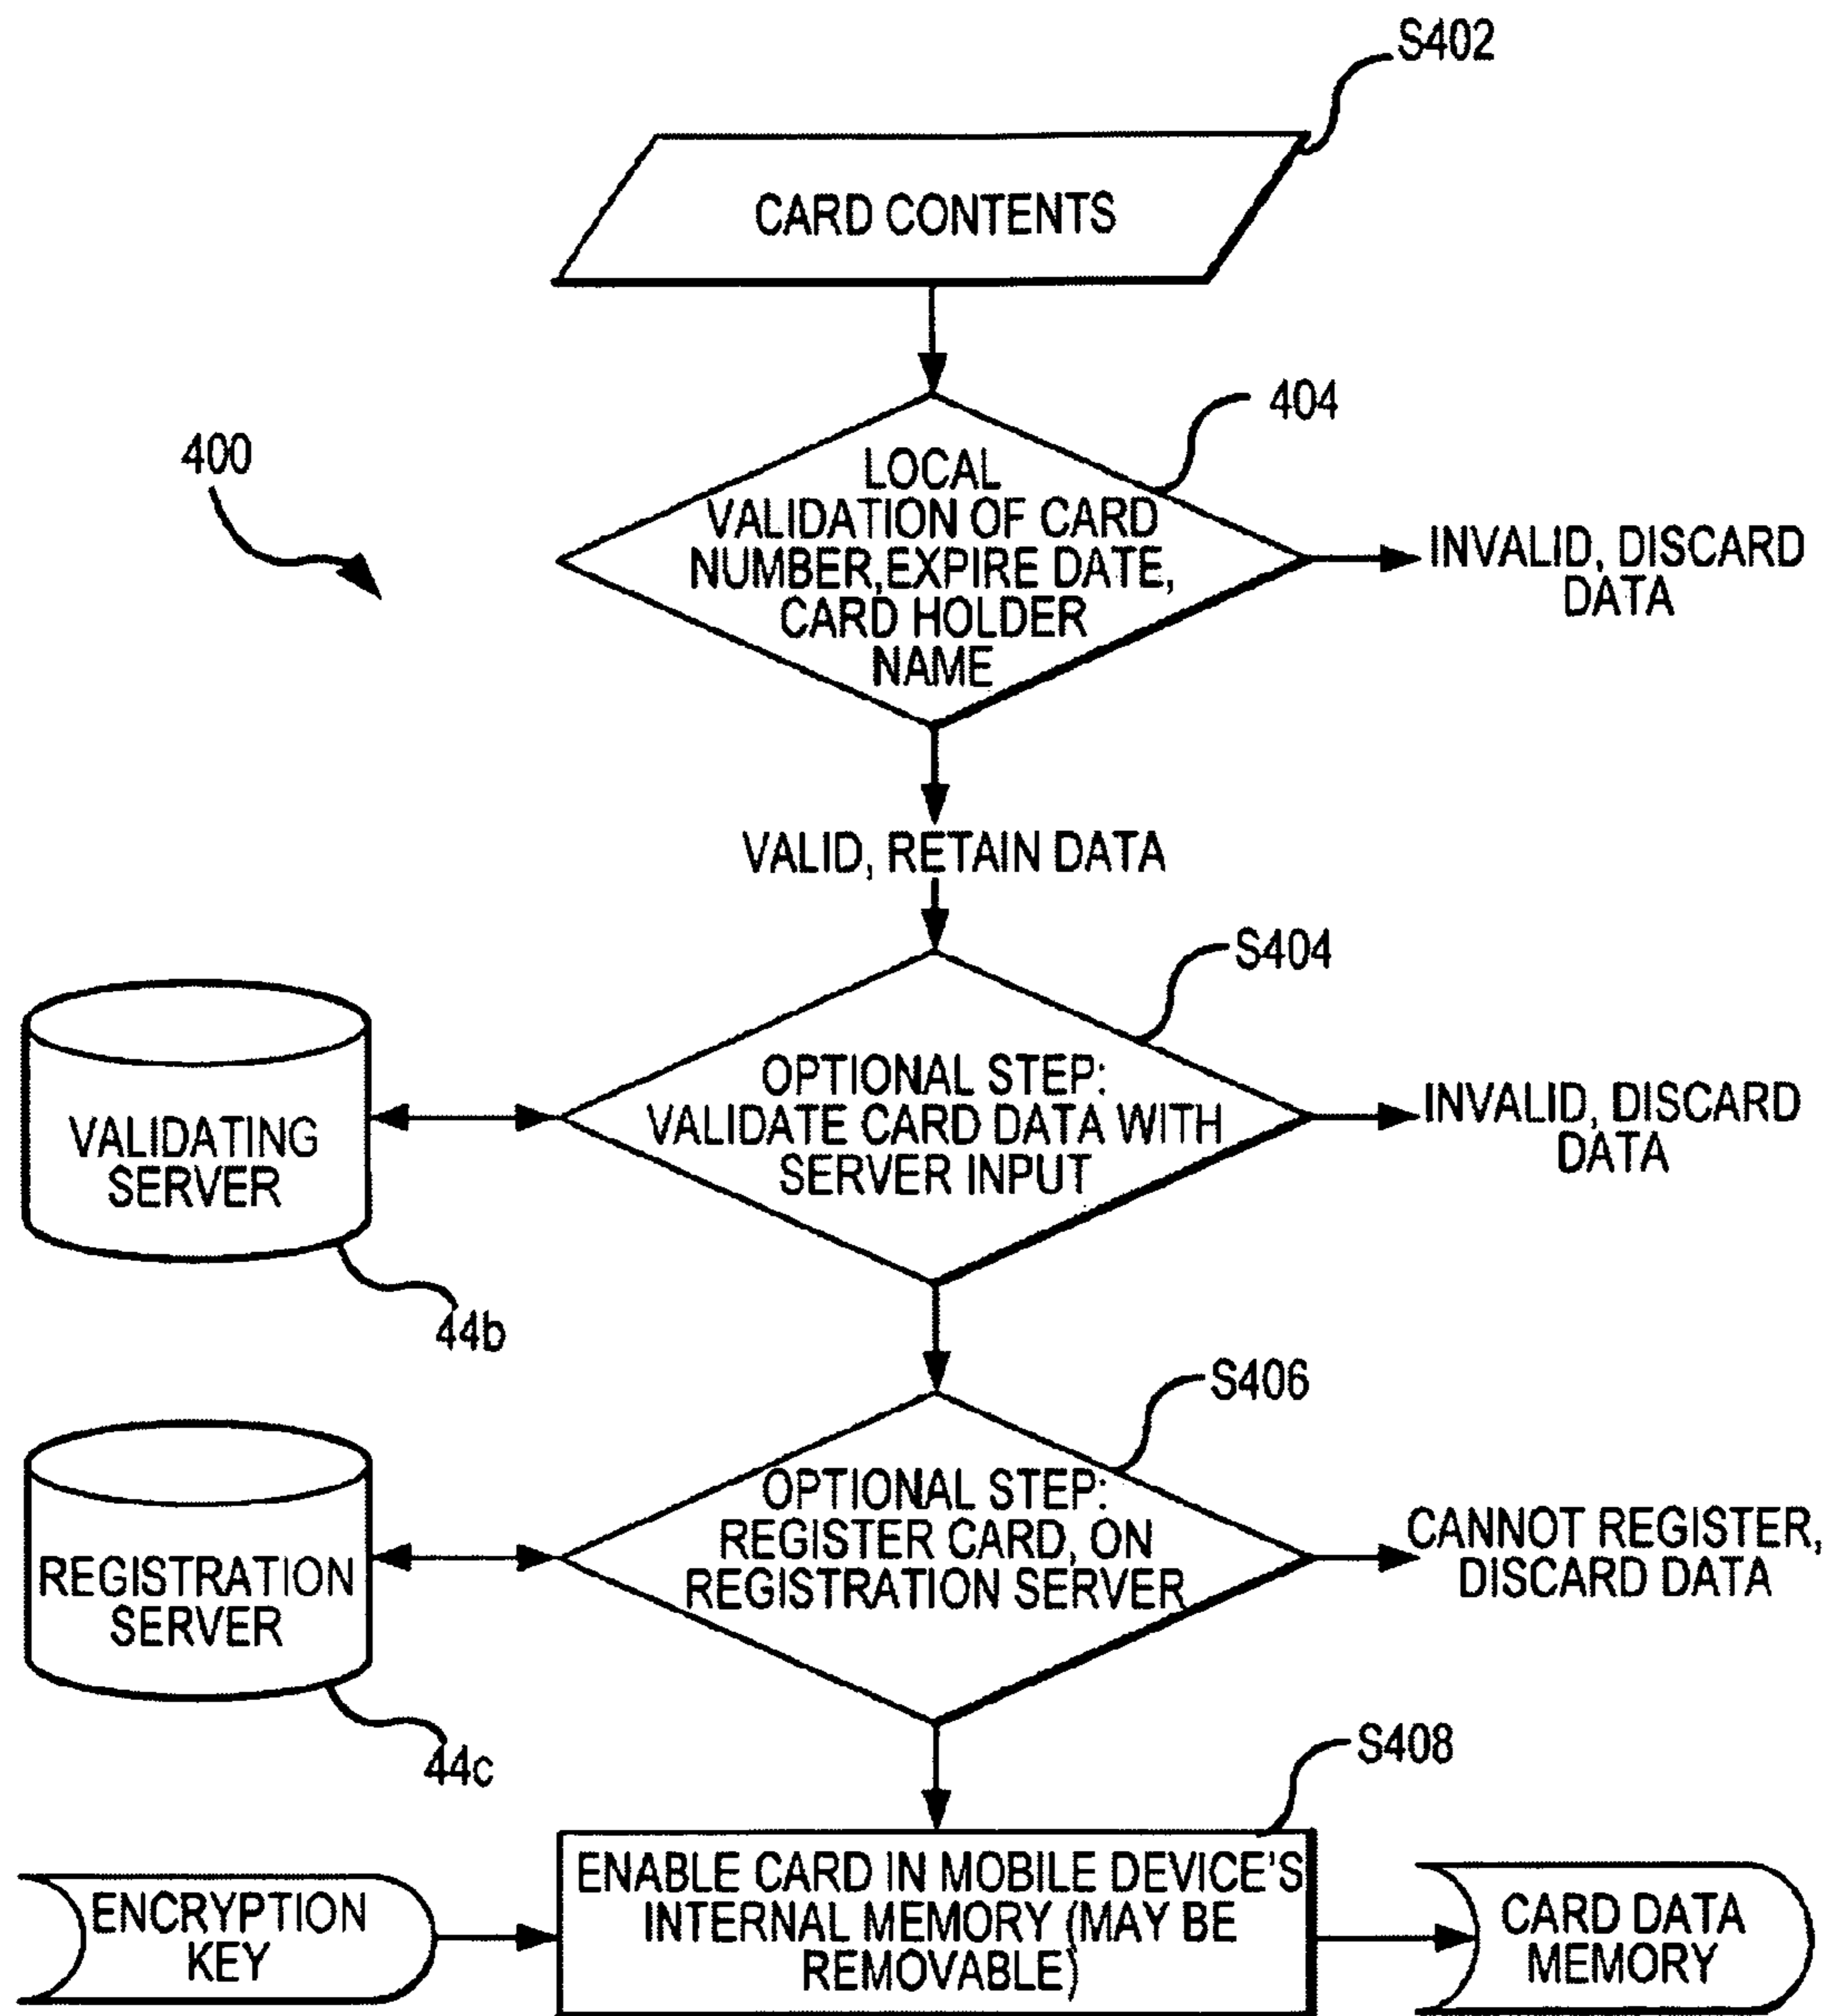 S402
CARD CONTENTS
404
400
LOCAL
VALIDATION OF CARD
NUMBER,EXPIRE DATE,
CARD HOLDER
NAME
INVALID, DISCARD
DATA
VALID, RETAIN DATA
S404
VALIDATING
SERVER
44b
OPTIONAL STEP:
VALIDATE CARD DATA WITH
SERVER INPUT
INVALID, DISCARD
DATA
S406
REGISTRATION
SERVER
44c
OPTIONAL STEP:
REGISTER CARD, ON
REGISTRATION SERVER
CANNOT REGISTER,
DISCARD DATA
S408
ENCRYPTION
KEY
ENABLE CARD IN MOBILE DEVICE'S
INTERNAL MEMORY (MAY BE
REMOVABLE)
CARD DATA
MEMORY